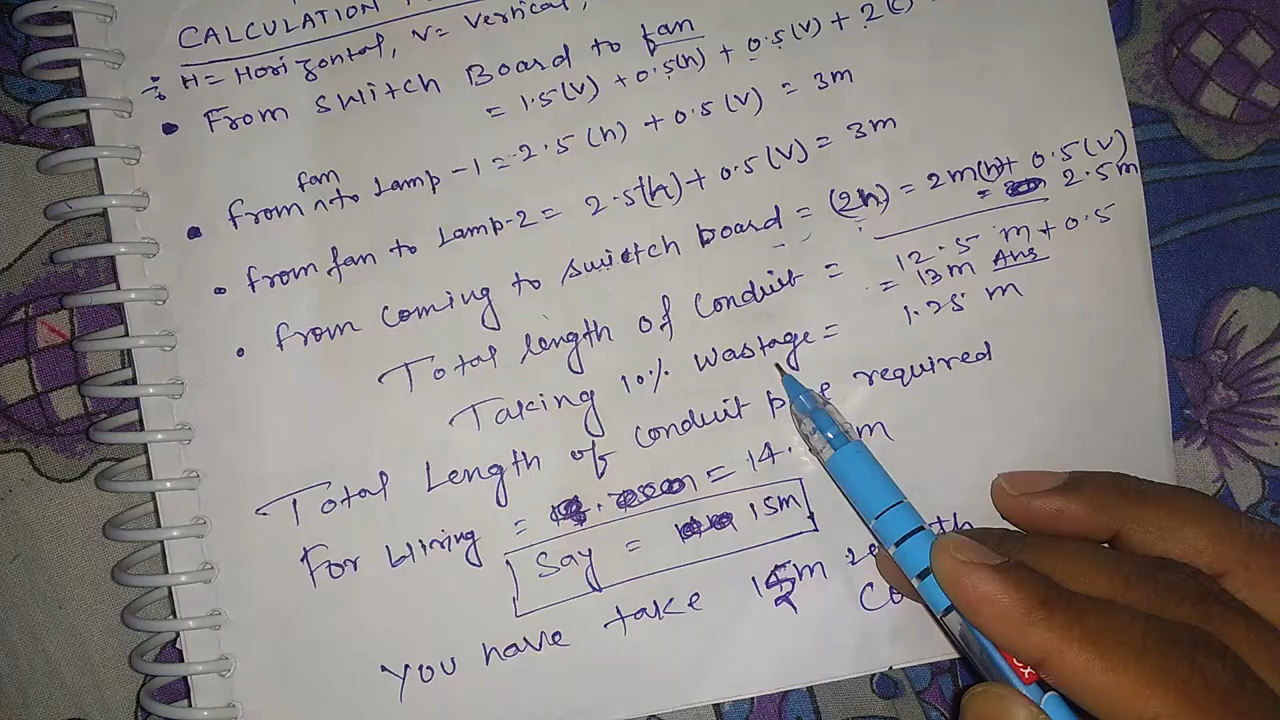 CALCULATION
H = Horizontal, V = Vertical,
• From Switch Board to fan
= 1.5(V) + 0.5(h) + 0.5(V) + 2(
• from fan to Lamp-1 = 2.5(h) + 0.5(V) = 3m
• from fan to Lamp-2 = 2.5(h) + 0.5(V) = 3m
• from coming to switch board = (2h) = 2m(h) + 0.5(V)
= 2.5m
Total length of Conduit = 12.5 m + 0.5
= 13m Ans
Taking 10% wastage = 1.25 m
Total Length of conduit required
For wiring = 14. m
Say = 15m
You have take m